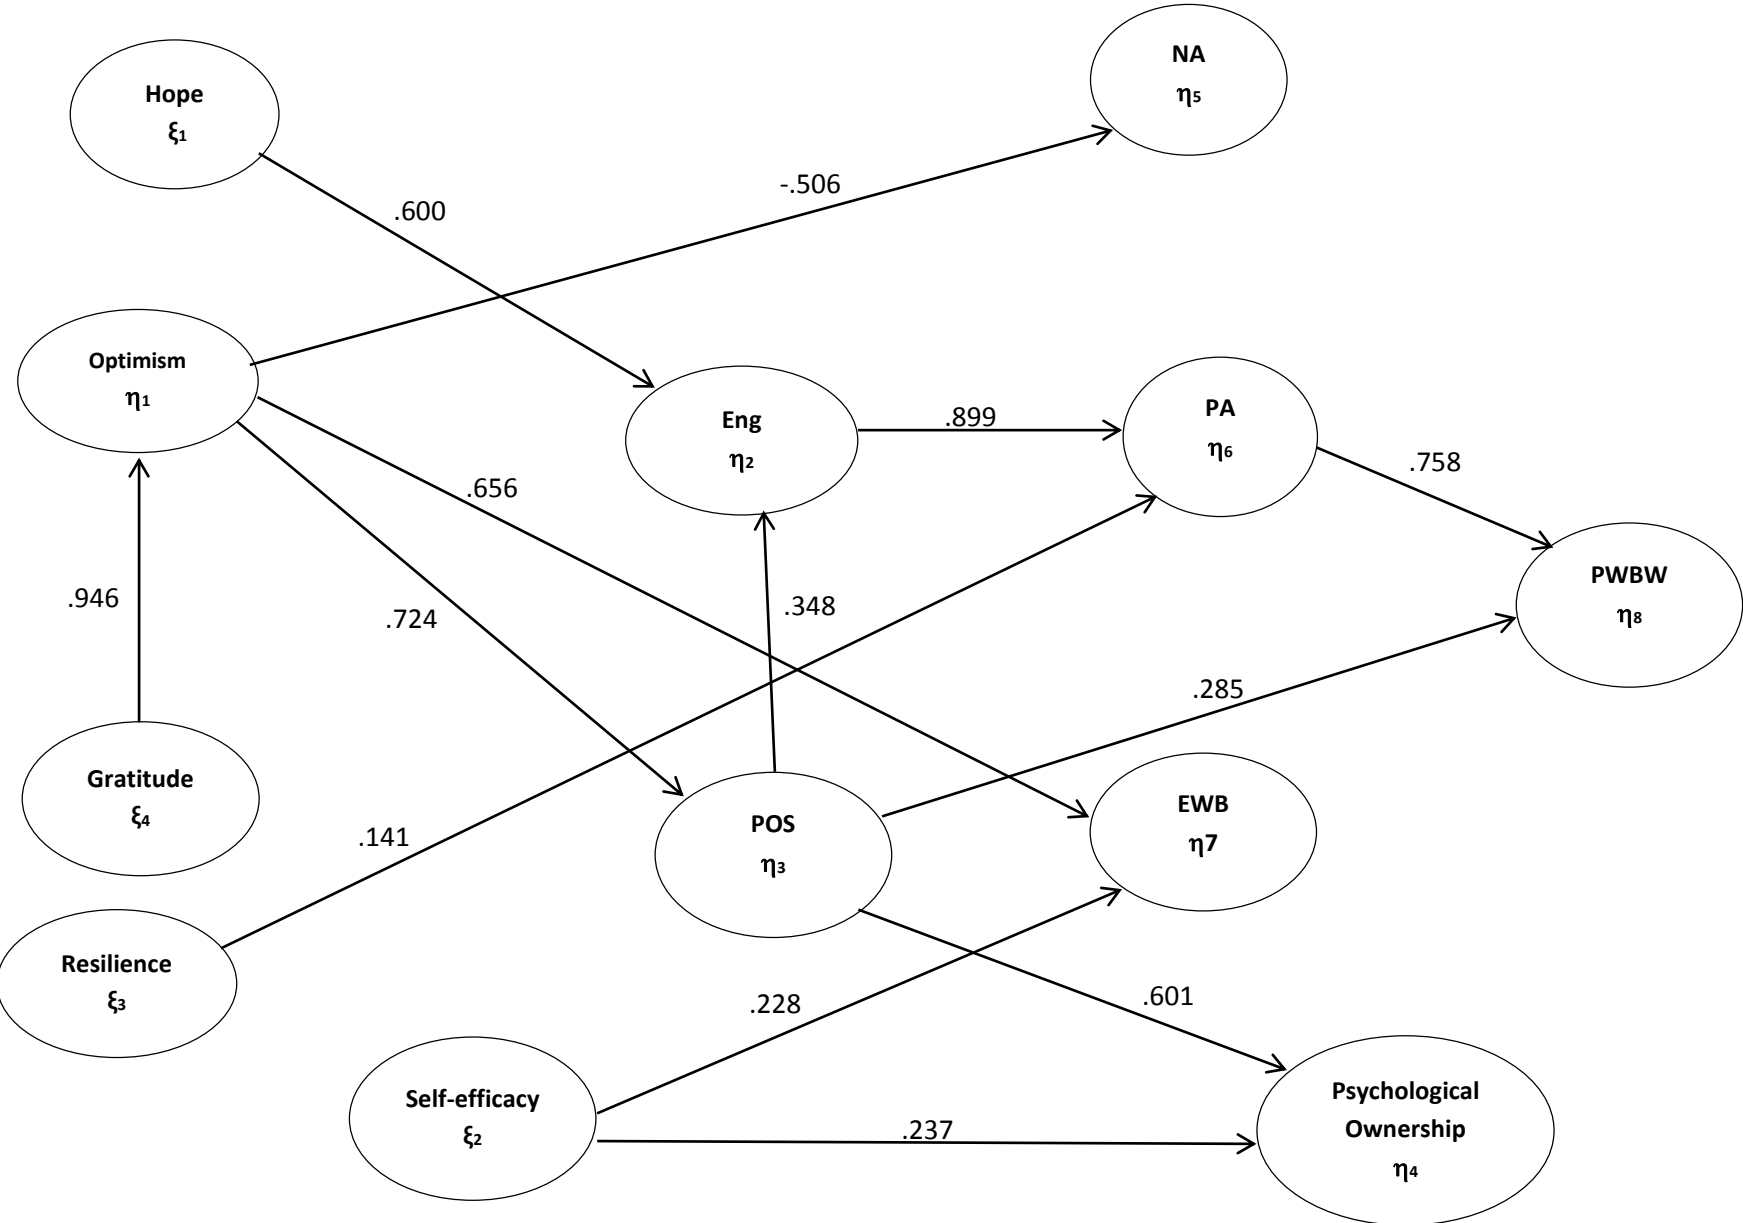 NA
η₅
Hope
ξ₁
-.506
.600
Optimism
η₁
Eng
η₂
.899
PA
η₆
.758
.656
PWBW
η₈
.946
.724
.348
.285
Gratitude
ξ₄
POS
η₃
EWB
η7
.141
Resilience
ξ₃
.228
.601
Self-efficacy
ξ₂
.237
Psychological
Ownership
η₄